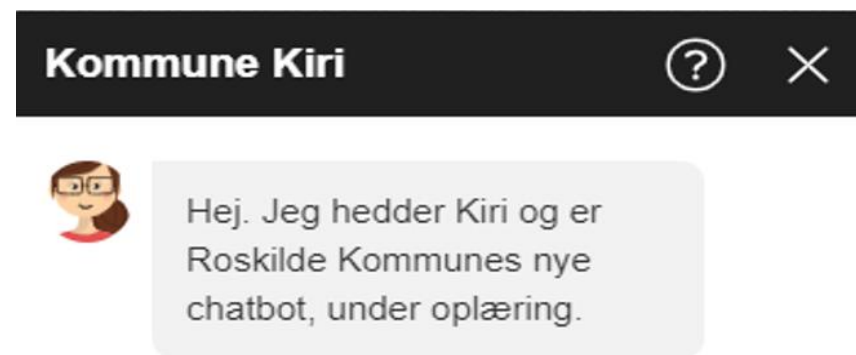 Kommune Kiri
?
Hej. Jeg hedder Kiri og er
Roskilde Kommunes nye
chatbot, under oplæring.